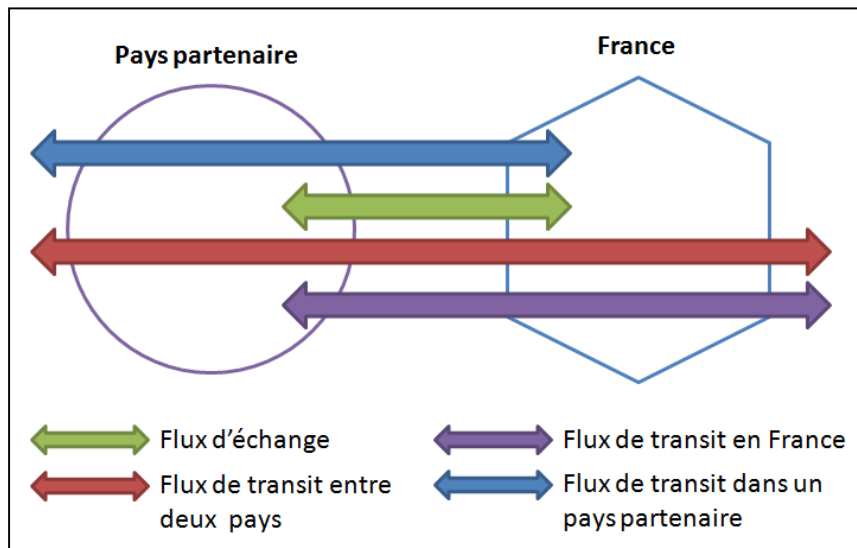 Pays partenaire
France
Flux d’échange
Flux de transit entre
deux pays
Flux de transit en France
Flux de transit dans un
pays partenaire